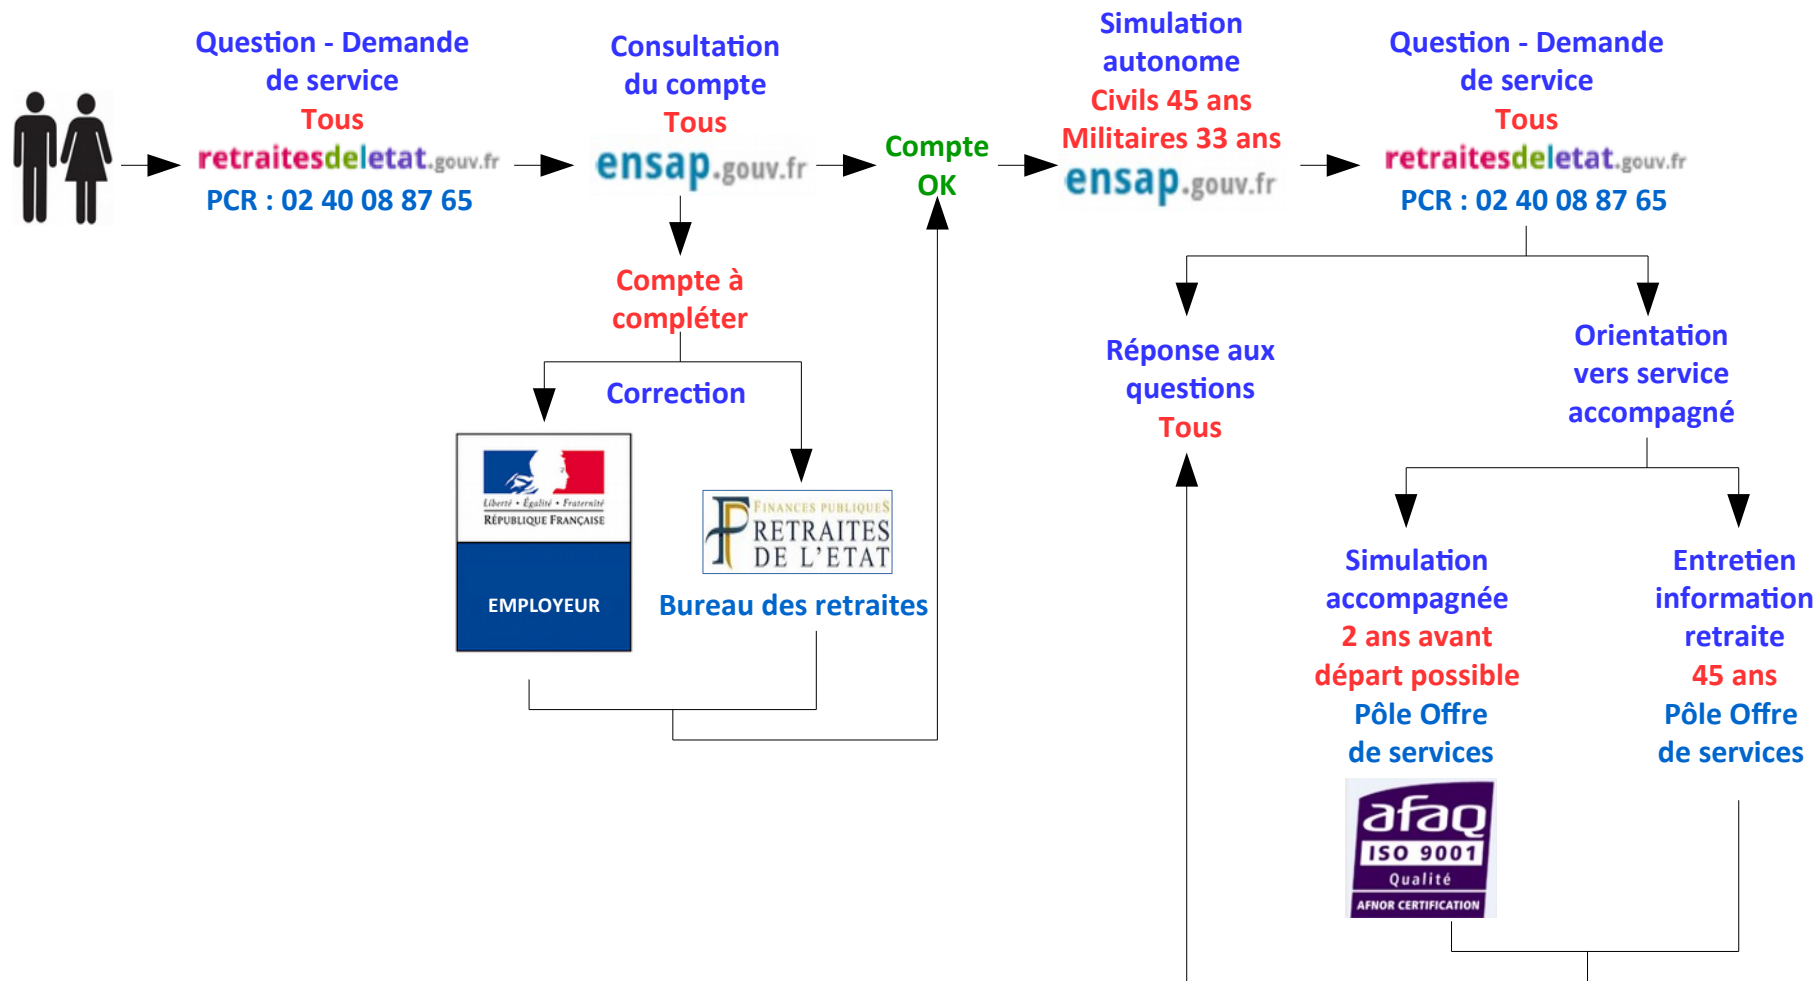 Question - Demande
de service
Tous
retraitesdeletat.gouv.fr
PCR : 02 40 08 87 65
Consultation
du compte
Tous
ensap.gouv.fr
Compte
OK
Simulation
autonome
Civils 45 ans
Militaires 33 ans
ensap.gouv.fr
Question - Demande
de service
Tous
retraitesdeletat.gouv.fr
PCR : 02 40 08 87 65
Compte à
compléter
Correction
Liberté • Égalité • Fraternité
RÉPUBLIQUE FRANÇAISE
EMPLOYEUR
FINANCES PUBLIQUES
RETRAITES
DE L'ETAT
Bureau des retraites
Réponse aux
questions
Tous
Orientation
vers service
accompagné
Simulation
accompagnée
2 ans avant
départ possible
Pôle Offre
de services
afaq
ISO 9001
Qualité
AFNOR CERTIFICATION
Entretien
information
retraite
45 ans
Pôle Offre
de services